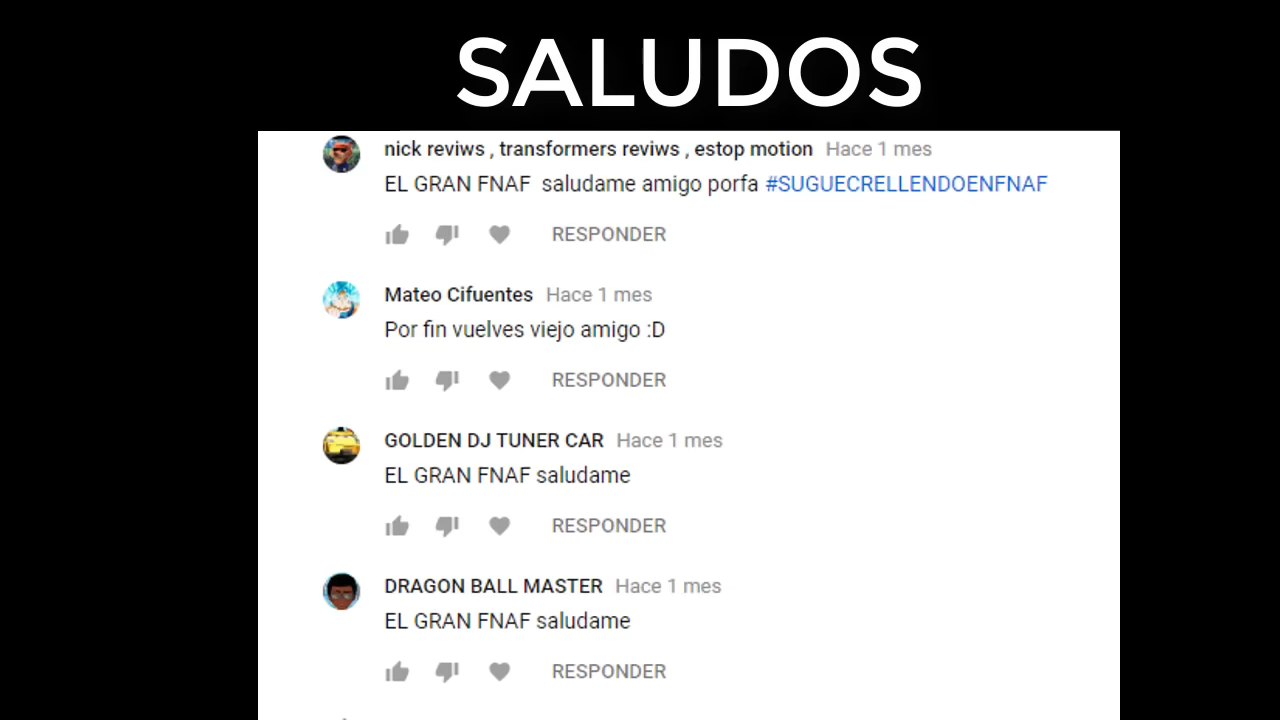 SALUDOS
nick reviws , transformers reviws , estop motion Hace 1 mes
EL GRAN FNAF saludame amigo porfa #SUGUECRELLENDOENFNAF
RESPONDER
Mateo Cifuentes Hace 1 mes
Por fin vuelves viejo amigo :D
RESPONDER
GOLDEN DJ TUNER CAR Hace 1 mes
EL GRAN FNAF saludame
RESPONDER
DRAGON BALL MASTER Hace 1 mes
EL GRAN FNAF saludame
RESPONDER